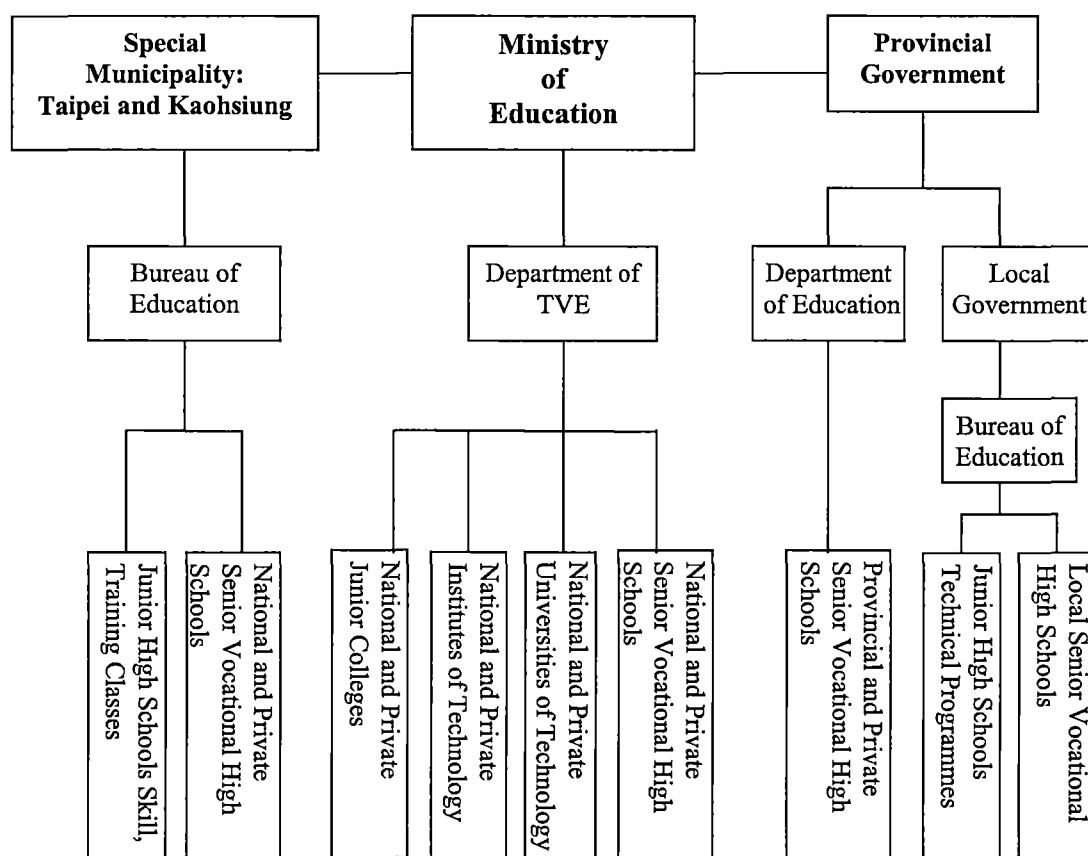 Special
Municipality:
Taipei and Kaohsiung
Ministry
of
Education
Provincial
Government
Bureau of
Education
Department of
TVE
Department
of Education
Local
Government
Bureau of
Education
Junior High Schools Skill,
Training Classes
National and Private
Senior Vocational High
Schools
National and Private
Junior Colleges
National and Private
Institutes of Technology
National and Private
Universities of Technology
National and Private
Senior Vocational High
Schools
Provincial and Private
Senior Vocational High
Schools
Junior High Schools
Technical Programmes
Local Senior Vocational
High Schools